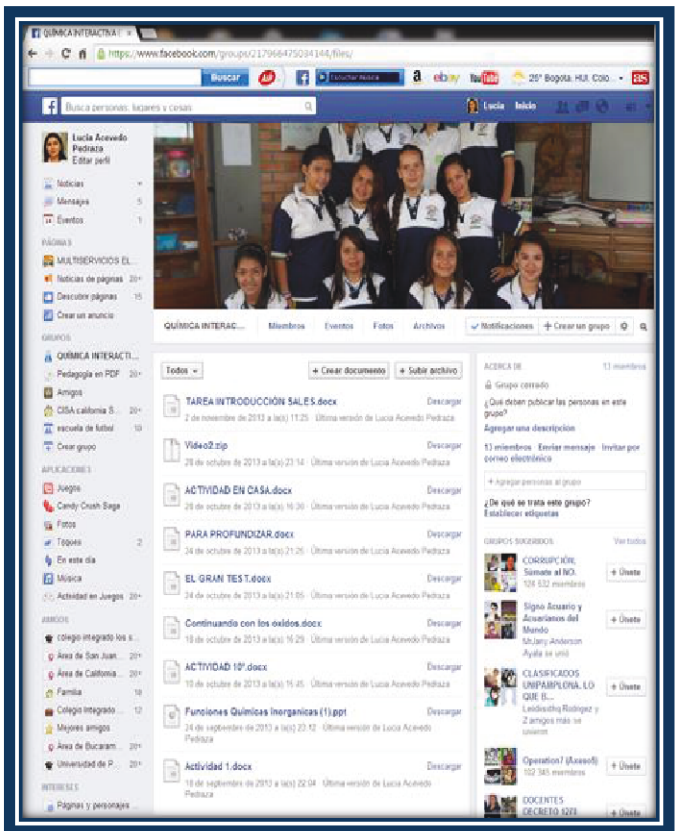 QUÍMICA INTERACTIVA (
https://www.facebook.com/groups/217966475034144/files/
Buscar
Escuchar música
a
ebay
YouTube
25° Bogota, HUI, Colo...
as
Busca personas, lugares y cosas
Lucia
Inicio
Lucia Acevedo
Pedraza
Editar perfil
Noticias
Mensajes 5
Eventos 1
PÁGINAS
MULTISERVICIOS EL...
Noticias de páginas 20+
Descubrir páginas 15
Crear un anuncio
GRUPOS
QUÍMICA INTERACTI...
Pedagogía en PDF 20+
Amigos
CISA california S... 20+
escuela de futbol 10
Crear grupo
APLICACIONES
Juegos
Candy Crush Saga
Fotos
Toques 2
En este día
Música
Actividad en Juegos 20+
AMIGOS
colegio integrado los s...
Área de San Juan... 20+
Área de California... 20+
Familia 18
Colegio Integrado... 12
Mejores amigos
Área de Bucaram... 20+
Universidad de P... 20+
INTERESES
Páginas y personajes...
QUÍMICA INTERAC...
Miembros
Eventos
Fotos
Archivos
Notificaciones
+ Crear un grupo
Todos
+ Crear documento
+ Subir archivo
TAREA INTRODUCCIÓN SALES.docx Descargar
2 de noviembre de 2013 a la(s) 11:25 · Última versión de Lucia Acevedo Pedraza
Video2.zip Descargar
28 de octubre de 2013 a la(s) 23:14 · Última versión de Lucia Acevedo Pedraza
ACTIVIDAD EN CASA.docx Descargar
28 de octubre de 2013 a la(s) 16:30 · Última versión de Lucia Acevedo Pedraza
PARA PROFUNDIZAR.docx Descargar
24 de octubre de 2013 a la(s) 21:25 · Última versión de Lucia Acevedo Pedraza
EL GRAN TEST.docx Descargar
24 de octubre de 2013 a la(s) 21:05 · Última versión de Lucia Acevedo Pedraza
Continuando con los óxidos.docx Descargar
18 de octubre de 2013 a la(s) 16:29 · Última versión de Lucia Acevedo Pedraza
ACTIVIDAD 10°.docx Descargar
10 de octubre de 2013 a la(s) 16:45 · Última versión de Lucia Acevedo Pedraza
Funciones Químicas Inorganicas (1).ppt Descargar
24 de septiembre de 2013 a la(s) 23:12 · Última versión de Lucia Acevedo
Pedraza
Actividad 1.docx Descargar
18 de septiembre de 2013 a la(s) 22:04 · Última versión de Lucia Acevedo
Pedraza
ACERCA DE 13 miembros
Grupo cerrado
¿Qué deben publicar las personas en este
grupo?
Agregar una descripción
13 miembros · Enviar mensaje · Invitar por
correo electrónico
+ Agregar personas al grupo
¿De qué se trata este grupo?
Establecer etiquetas
GRUPOS SUGERIDOS Ver todos
CORRUPCIÓN,
Súmate al NO.
124 532 miembros
+ Únete
Signo Acuario y
Acuarianos del
Mundo
Anderson
Ayala se unió
+ Únete
CLASIFICADOS
UNIPAMPLONA, LO
QUE B...
2 amigos más se
unieron
+ Únete
102 345 miembros
+ Únete
DOCENTES
DECRETO 1278